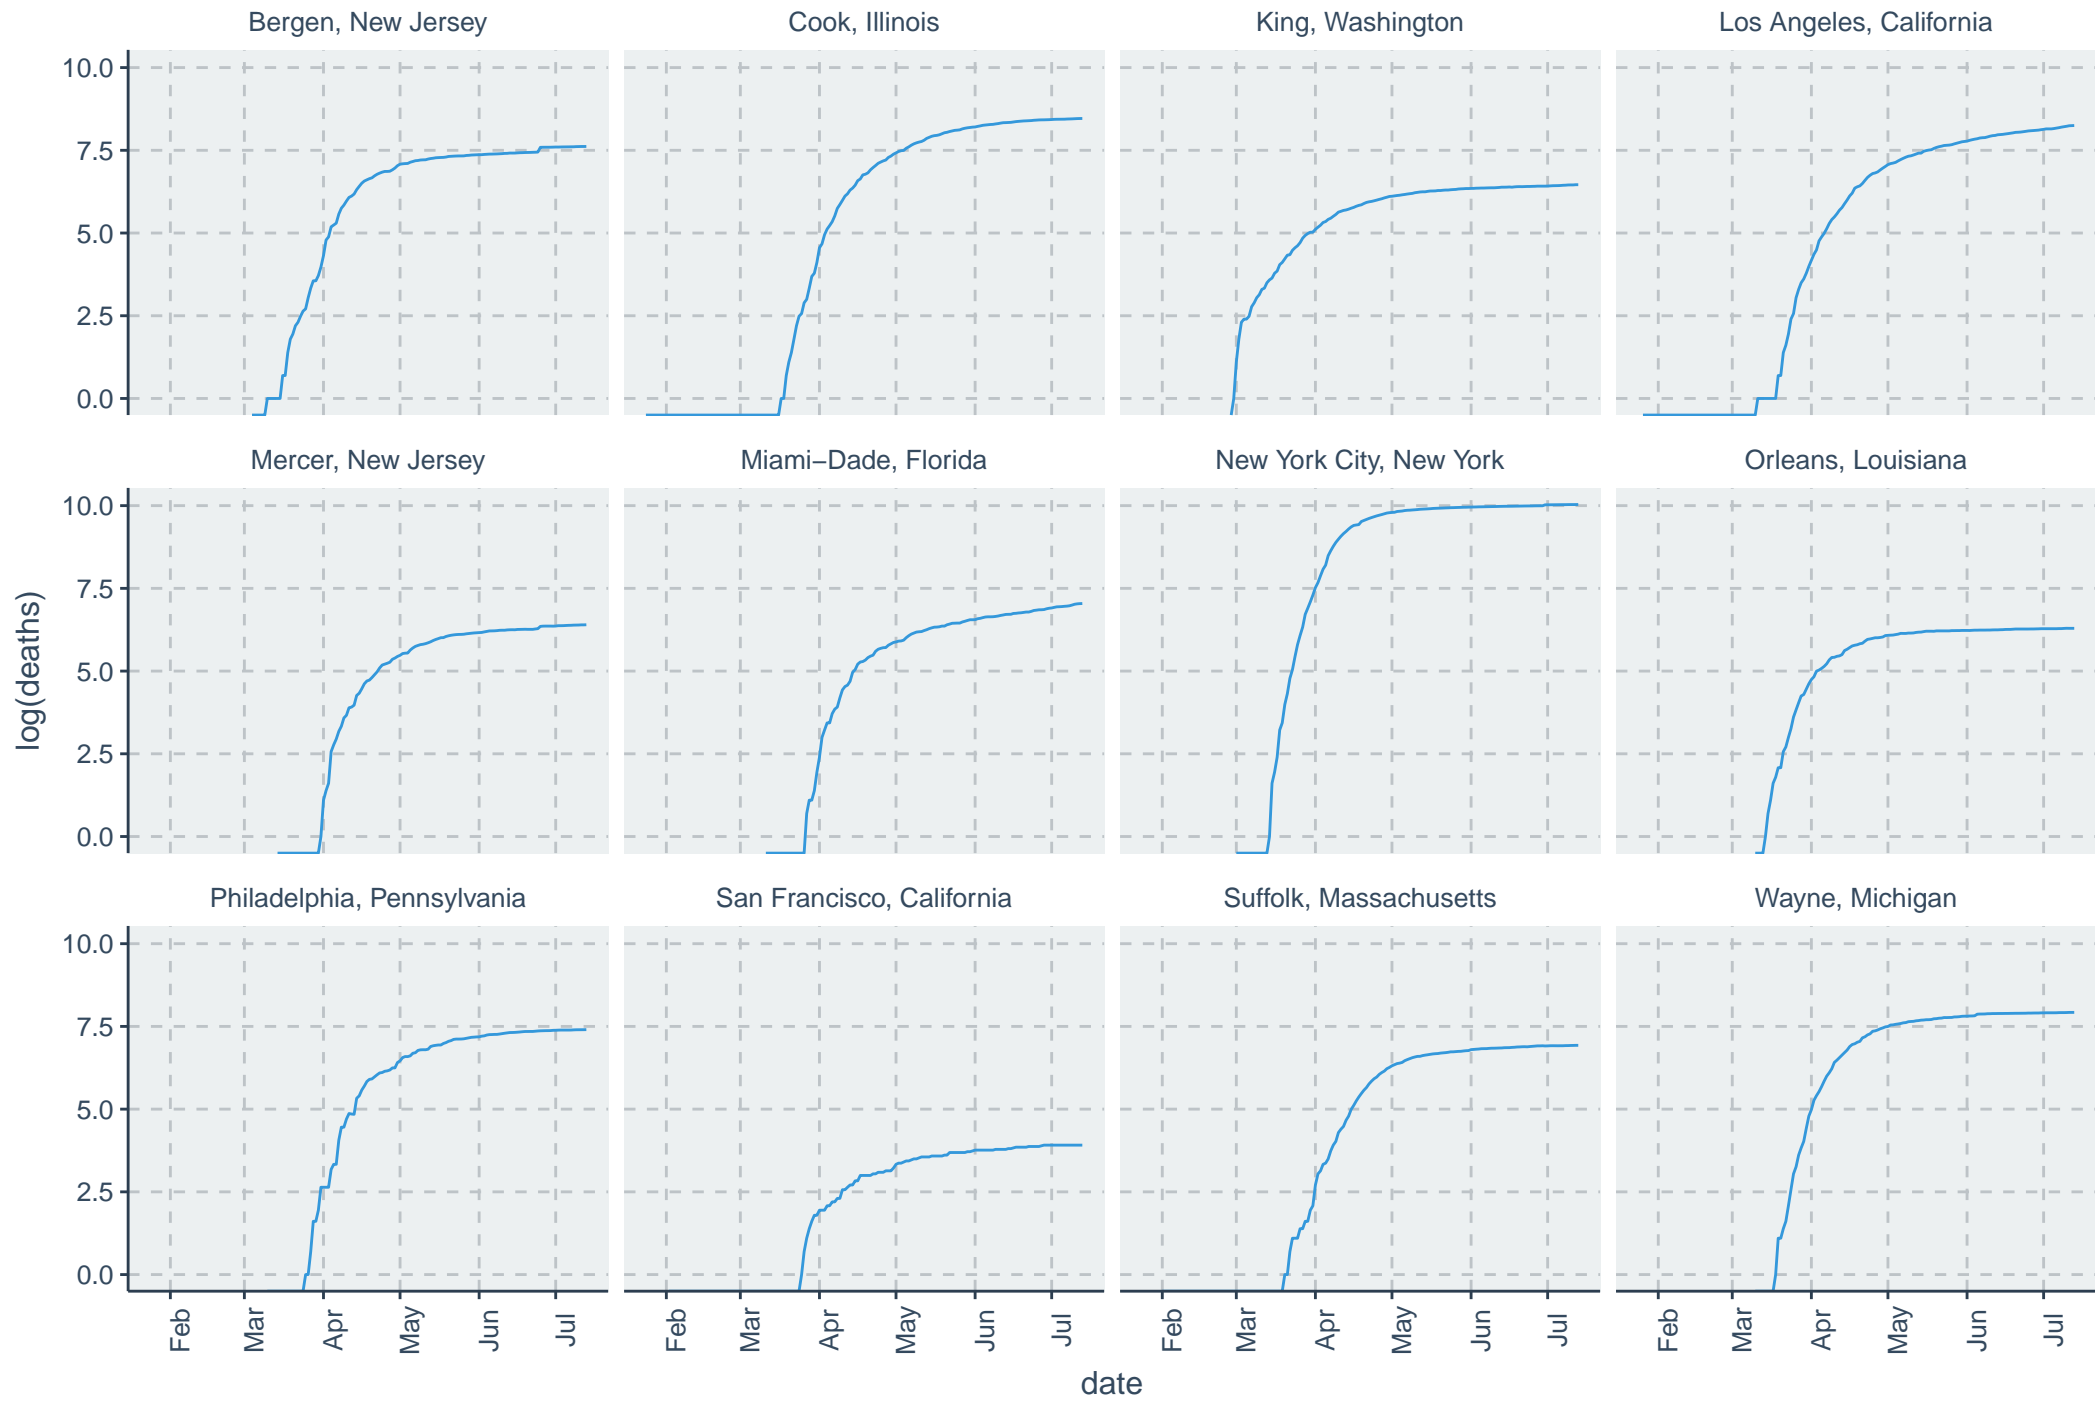 Bergen, New Jersey
Cook, Illinois
King, Washington
Los Angeles, California
10.0
7.5
5.0
2.5
0.0
Mercer, New Jersey
Miami−Dade, Florida
New York City, New York
Orleans, Louisiana
10.0
7.5
5.0
2.5
0.0
log(deaths)
Philadelphia, Pennsylvania
San Francisco, California
Suffolk, Massachusetts
Wayne, Michigan
10.0
7.5
5.0
2.5
0.0
Feb
Mar
Apr
May
Jun
Jul
Feb
Mar
Apr
May
Jun
Jul
Feb
Mar
Apr
May
Jun
Jul
Feb
Mar
Apr
May
Jun
Jul
date